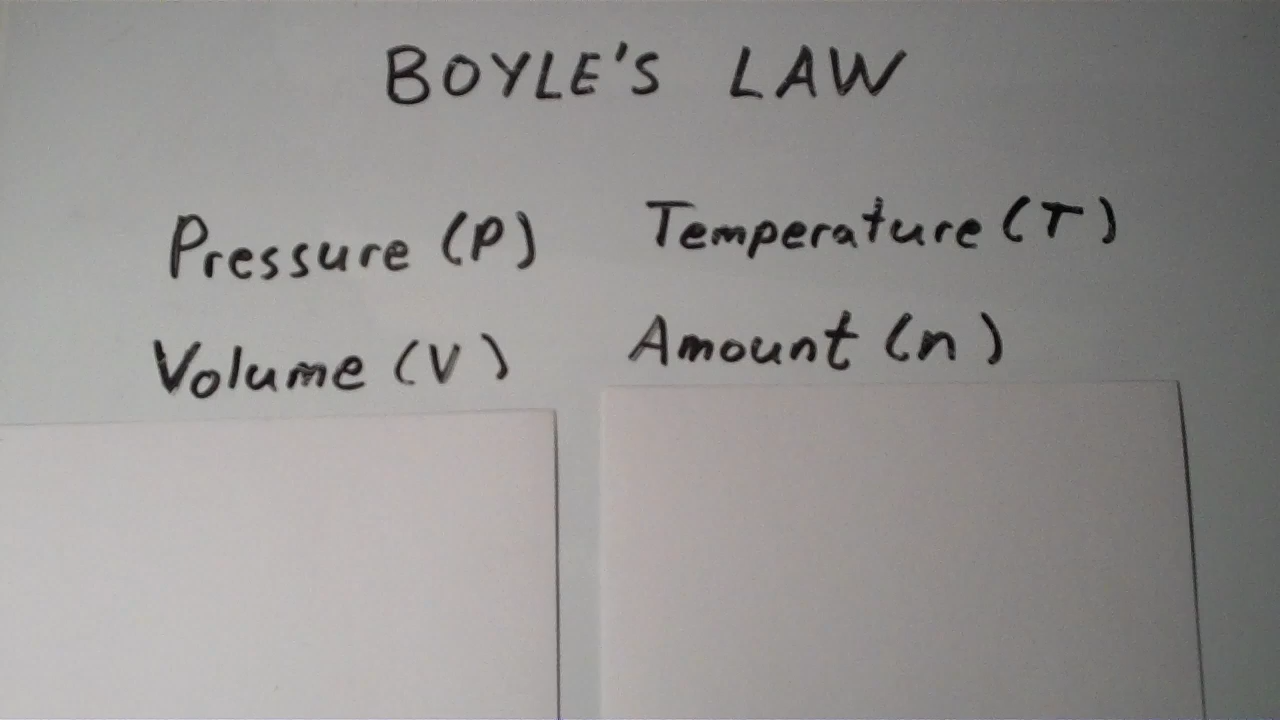 BOYLE'S LAW
Pressure (P) Temperature (T)
Volume (V) Amount (n)